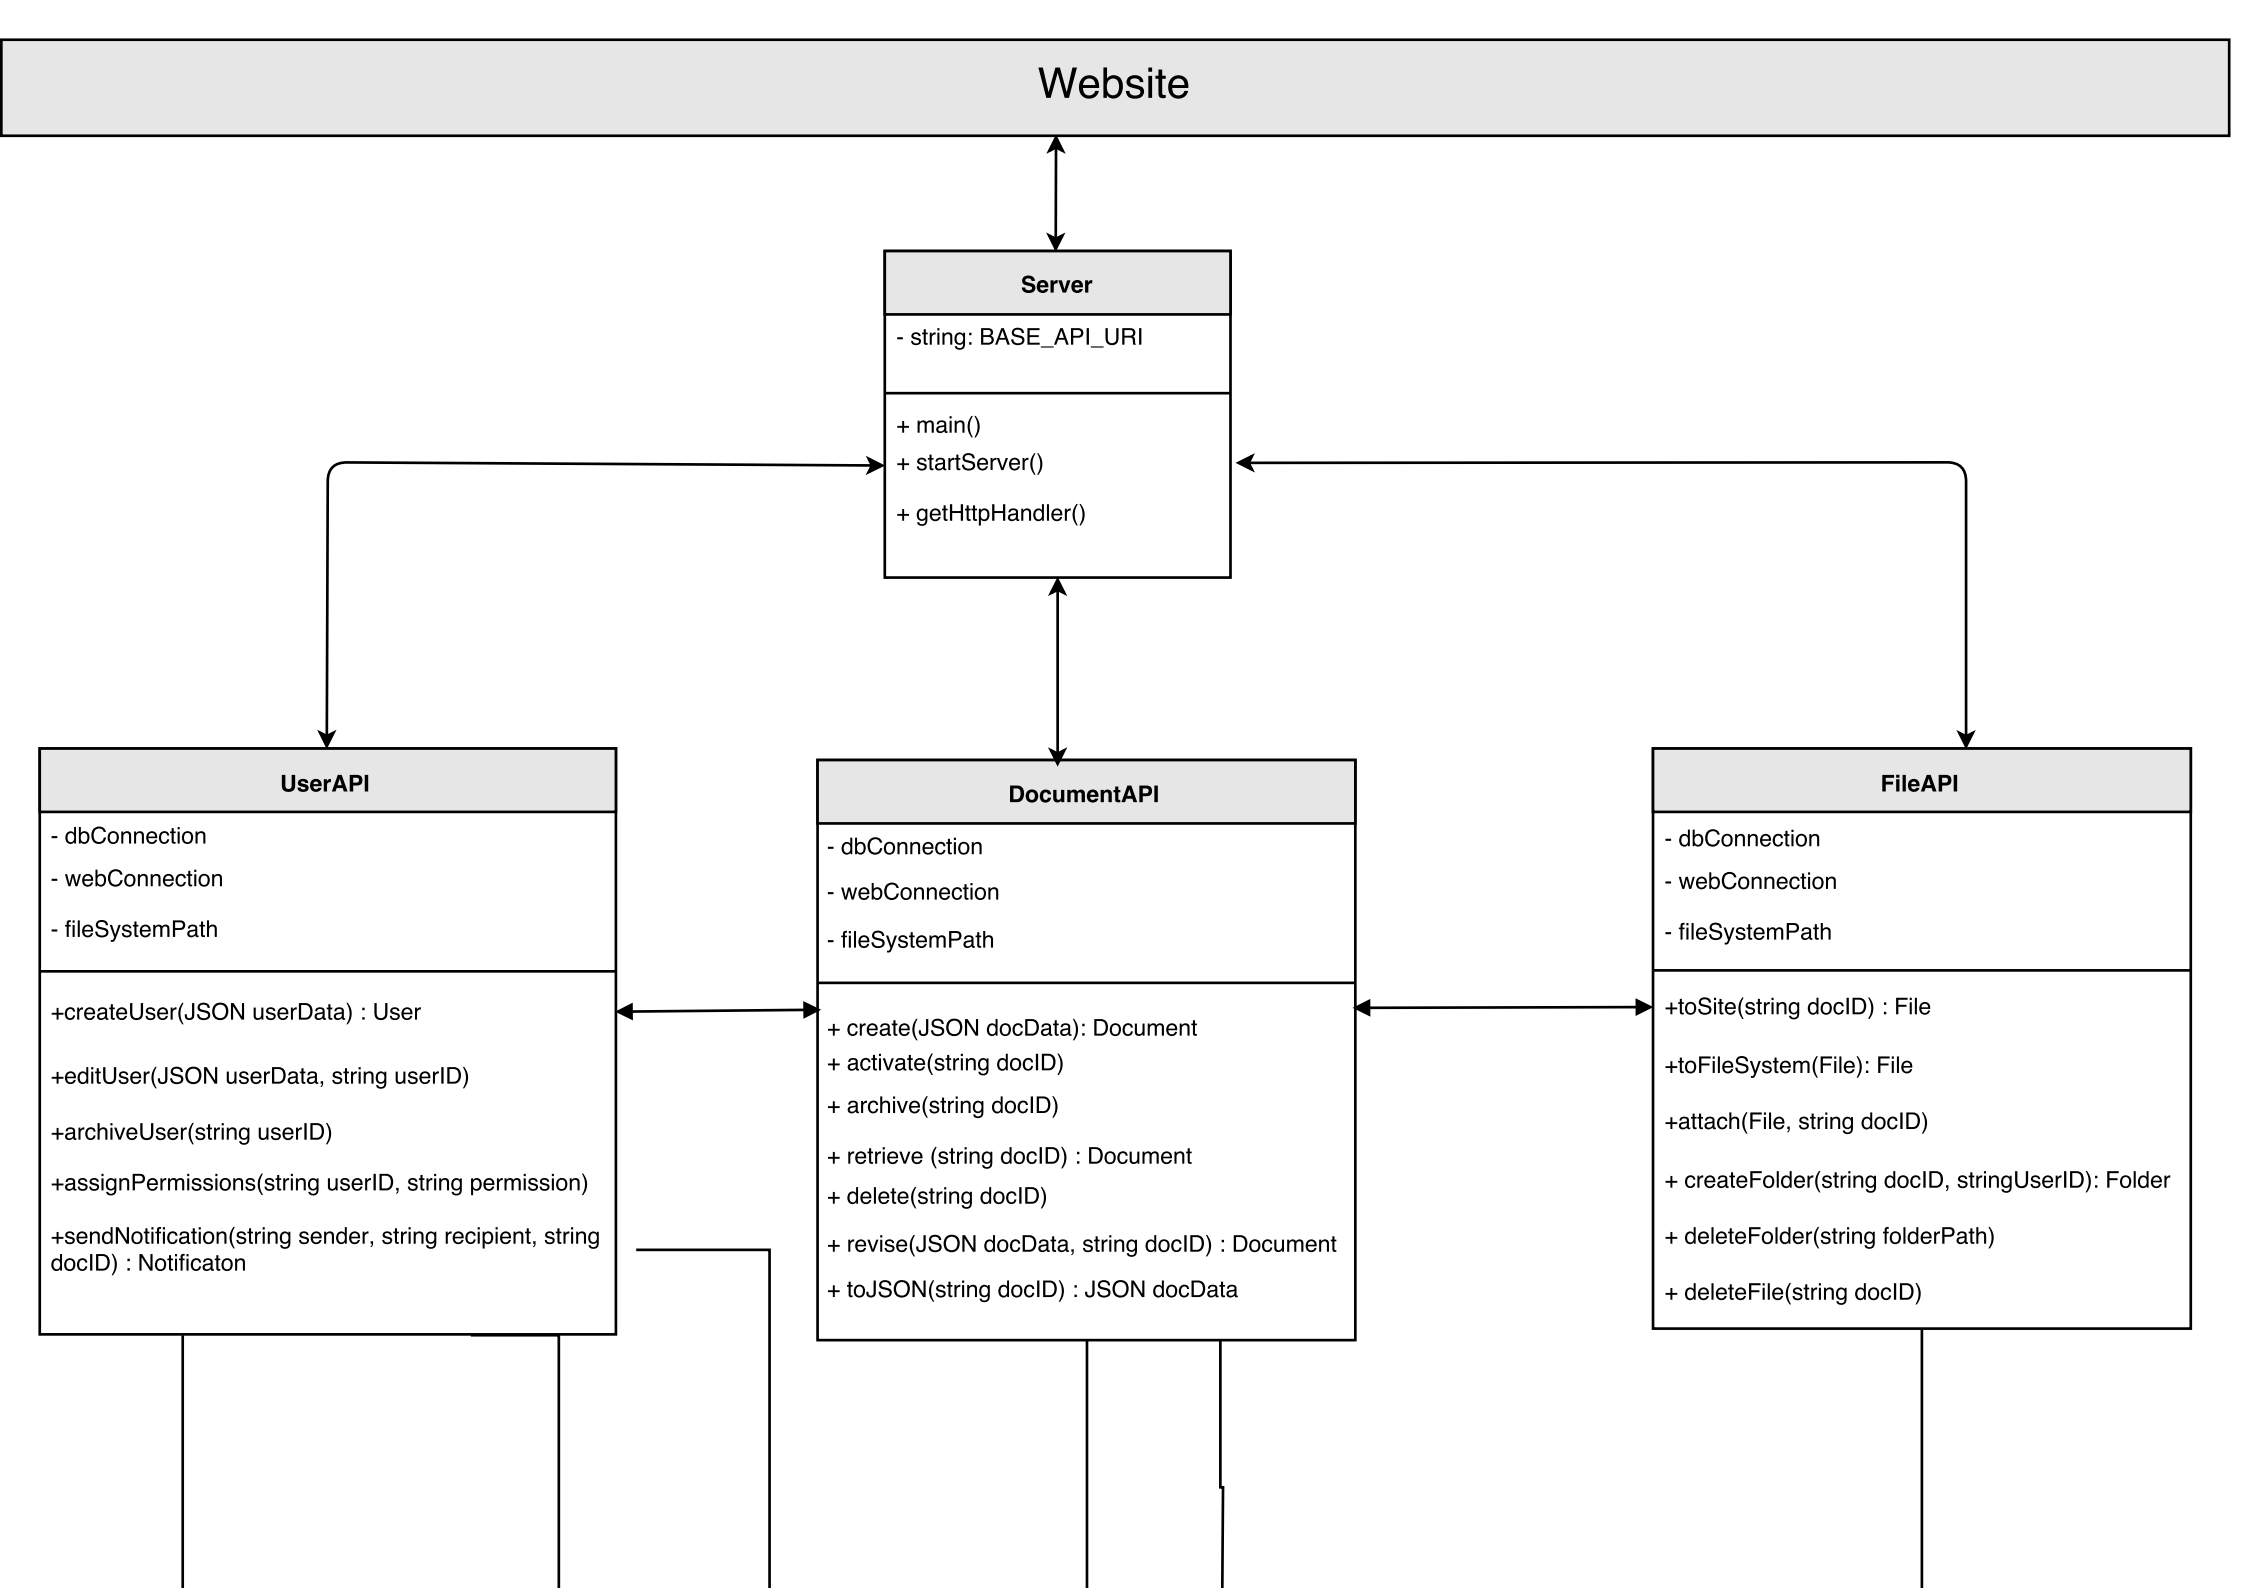 Website
Server
- string: BASE_API_URI
+ main()
+ startServer()
+ getHttpHandler()
UserAPI
- dbConnection
- webConnection
- fileSystemPath
+createUser(JSON userData) : User
+editUser(JSON userData, string userID)
+archiveUser(string userID)
+assignPermissions(string userID, string permission)
+sendNotification(string sender, string recipient, string
docID) : Notificaton
DocumentAPI
- dbConnection
- webConnection
- fileSystemPath
+ create(JSON docData): Document
+ activate(string docID)
+ archive(string docID)
+ retrieve (string docID) : Document
+ delete(string docID)
+ revise(JSON docData, string docID) : Document
+ toJSON(string docID) : JSON docData
FileAPI
- dbConnection
- webConnection
- fileSystemPath
+toSite(string docID) : File
+toFileSystem(File): File
+attach(File, string docID)
+ createFolder(string docID, stringUserID): Folder
+ deleteFolder(string folderPath)
+ deleteFile(string docID)